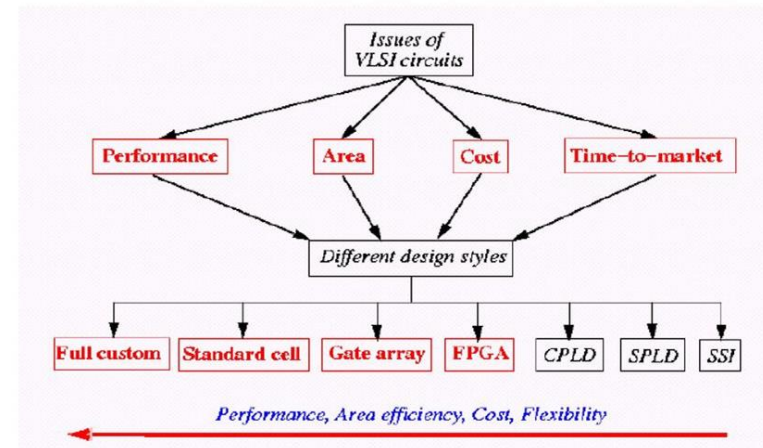 Issues of
VLSI circuits
Performance
Area
Cost
Time-to-market
Different design styles
Full custom
Standard cell
Gate array
FPGA
CPLD
SPLD
SSI
Performance, Area efficiency, Cost, Flexibility